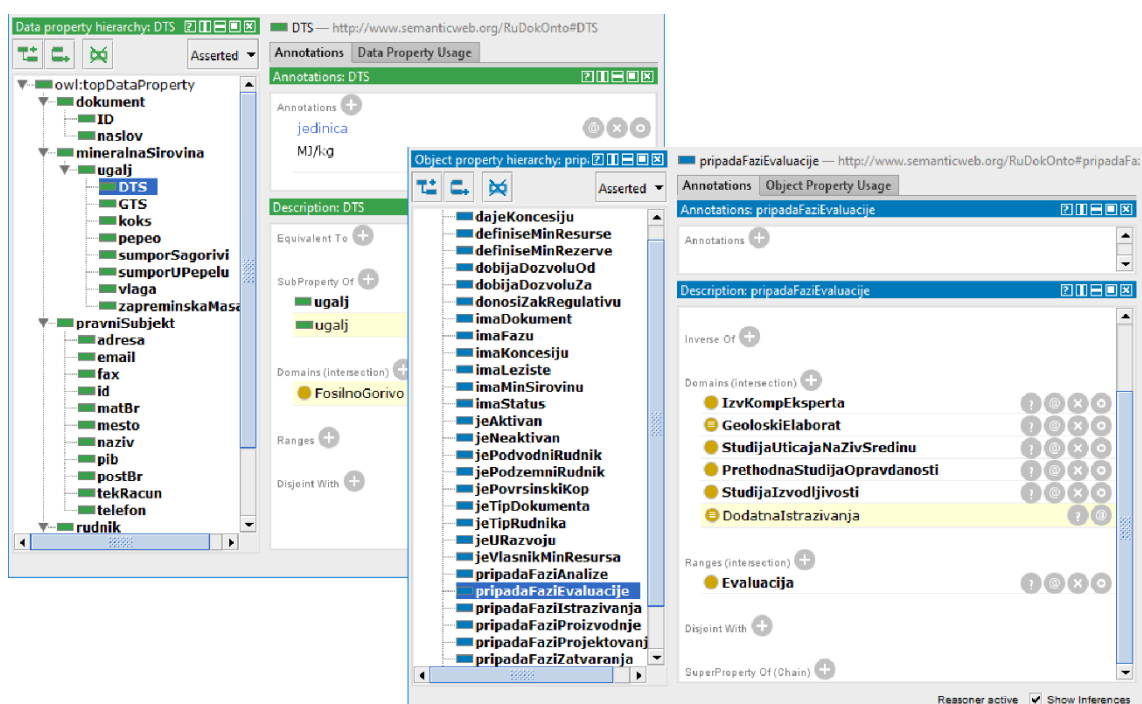 Data property hierarchy: DTS
Asserted
owl:topDataProperty
dokument
ID
naslov
mineralnaSirovina
ugalj
DTS
GTS
koks
pepeo
sumporSagorivi
sumporUPepelu
vlaga
zapreminskaMasa
pravniSubjekt
adresa
email
fax
id
matBr
mesto
naziv
pib
postBr
tekRacun
telefon
rudnik
DTS — http://www.semanticweb.org/RuDokOnto#DTS
Annotations Data Property Usage
Annotations: DTS
Annotations
jedinica
MJ/kg
Description: DTS
Equivalent To
SubProperty Of
ugalj
ugalj
Domains (intersection)
FosilnoGorivo
Ranges
Disjoint With
Object property hierarchy: prip
Asserted
dajeKoncesiju
definiseMinResurse
definiseMinRezerve
dobijaDozvoluOd
dobijaDozvoluZa
donosiZakRegulativu
imaDokument
imaFazu
imaKoncesiju
imaLeziste
imaMinSirovinu
imaStatus
jeAktivan
jeNeaktivan
jePodvodniRudnik
jePodzemniRudnik
jePovrsinskiKop
jeTipDokumenta
jeTipRudnika
jeURazvoju
jeVlasnikMinResursa
pripadaFaziAnalize
pripadaFaziEvaluacije
pripadaFaziIstrazivanja
pripadaFaziProizvodnje
pripadaFaziProjektovanj
pripadaFaziZatvaranja
pripadaFaziEvaluacije — http://www.semanticweb.org/RuDokOnto#pripadaFa
Annotations Object Property Usage
Annotations: pripadaFaziEvaluacije
Annotations
Description: pripadaFaziEvaluacije
Inverse Of
Domains (intersection)
IzvKompEksperta
GeoloskiElaborat
StudijaUticajaNaZivSredinu
PrethodnaStudijaOpravdanosti
StudijaIzvodljivosti
DodatnaIstrazivanja
Ranges (intersection)
Evaluacija
Disjoint With
SuperProperty Of (Chain)
Reasoner active Show Inferences